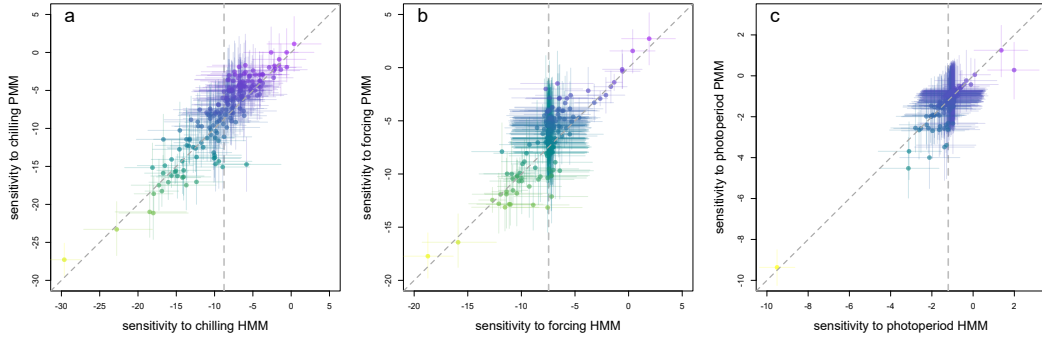 a
5
0
-5
-10
-15
-20
-25
-30
sensitivity to chilling PMM
-30 -25 -20 -15 -10 -5 0 5
sensitivity to chilling HMM
b
5
0
-5
-10
-15
-20
sensitivity to forcing PMM
-20 -15 -10 -5 0 5
sensitivity to forcing HMM
c
2
0
-2
-4
-6
-8
-10
sensitivity to photoperiod PMM
-10 -8 -6 -4 -2 0 2
sensitivity to photoperiod HMM